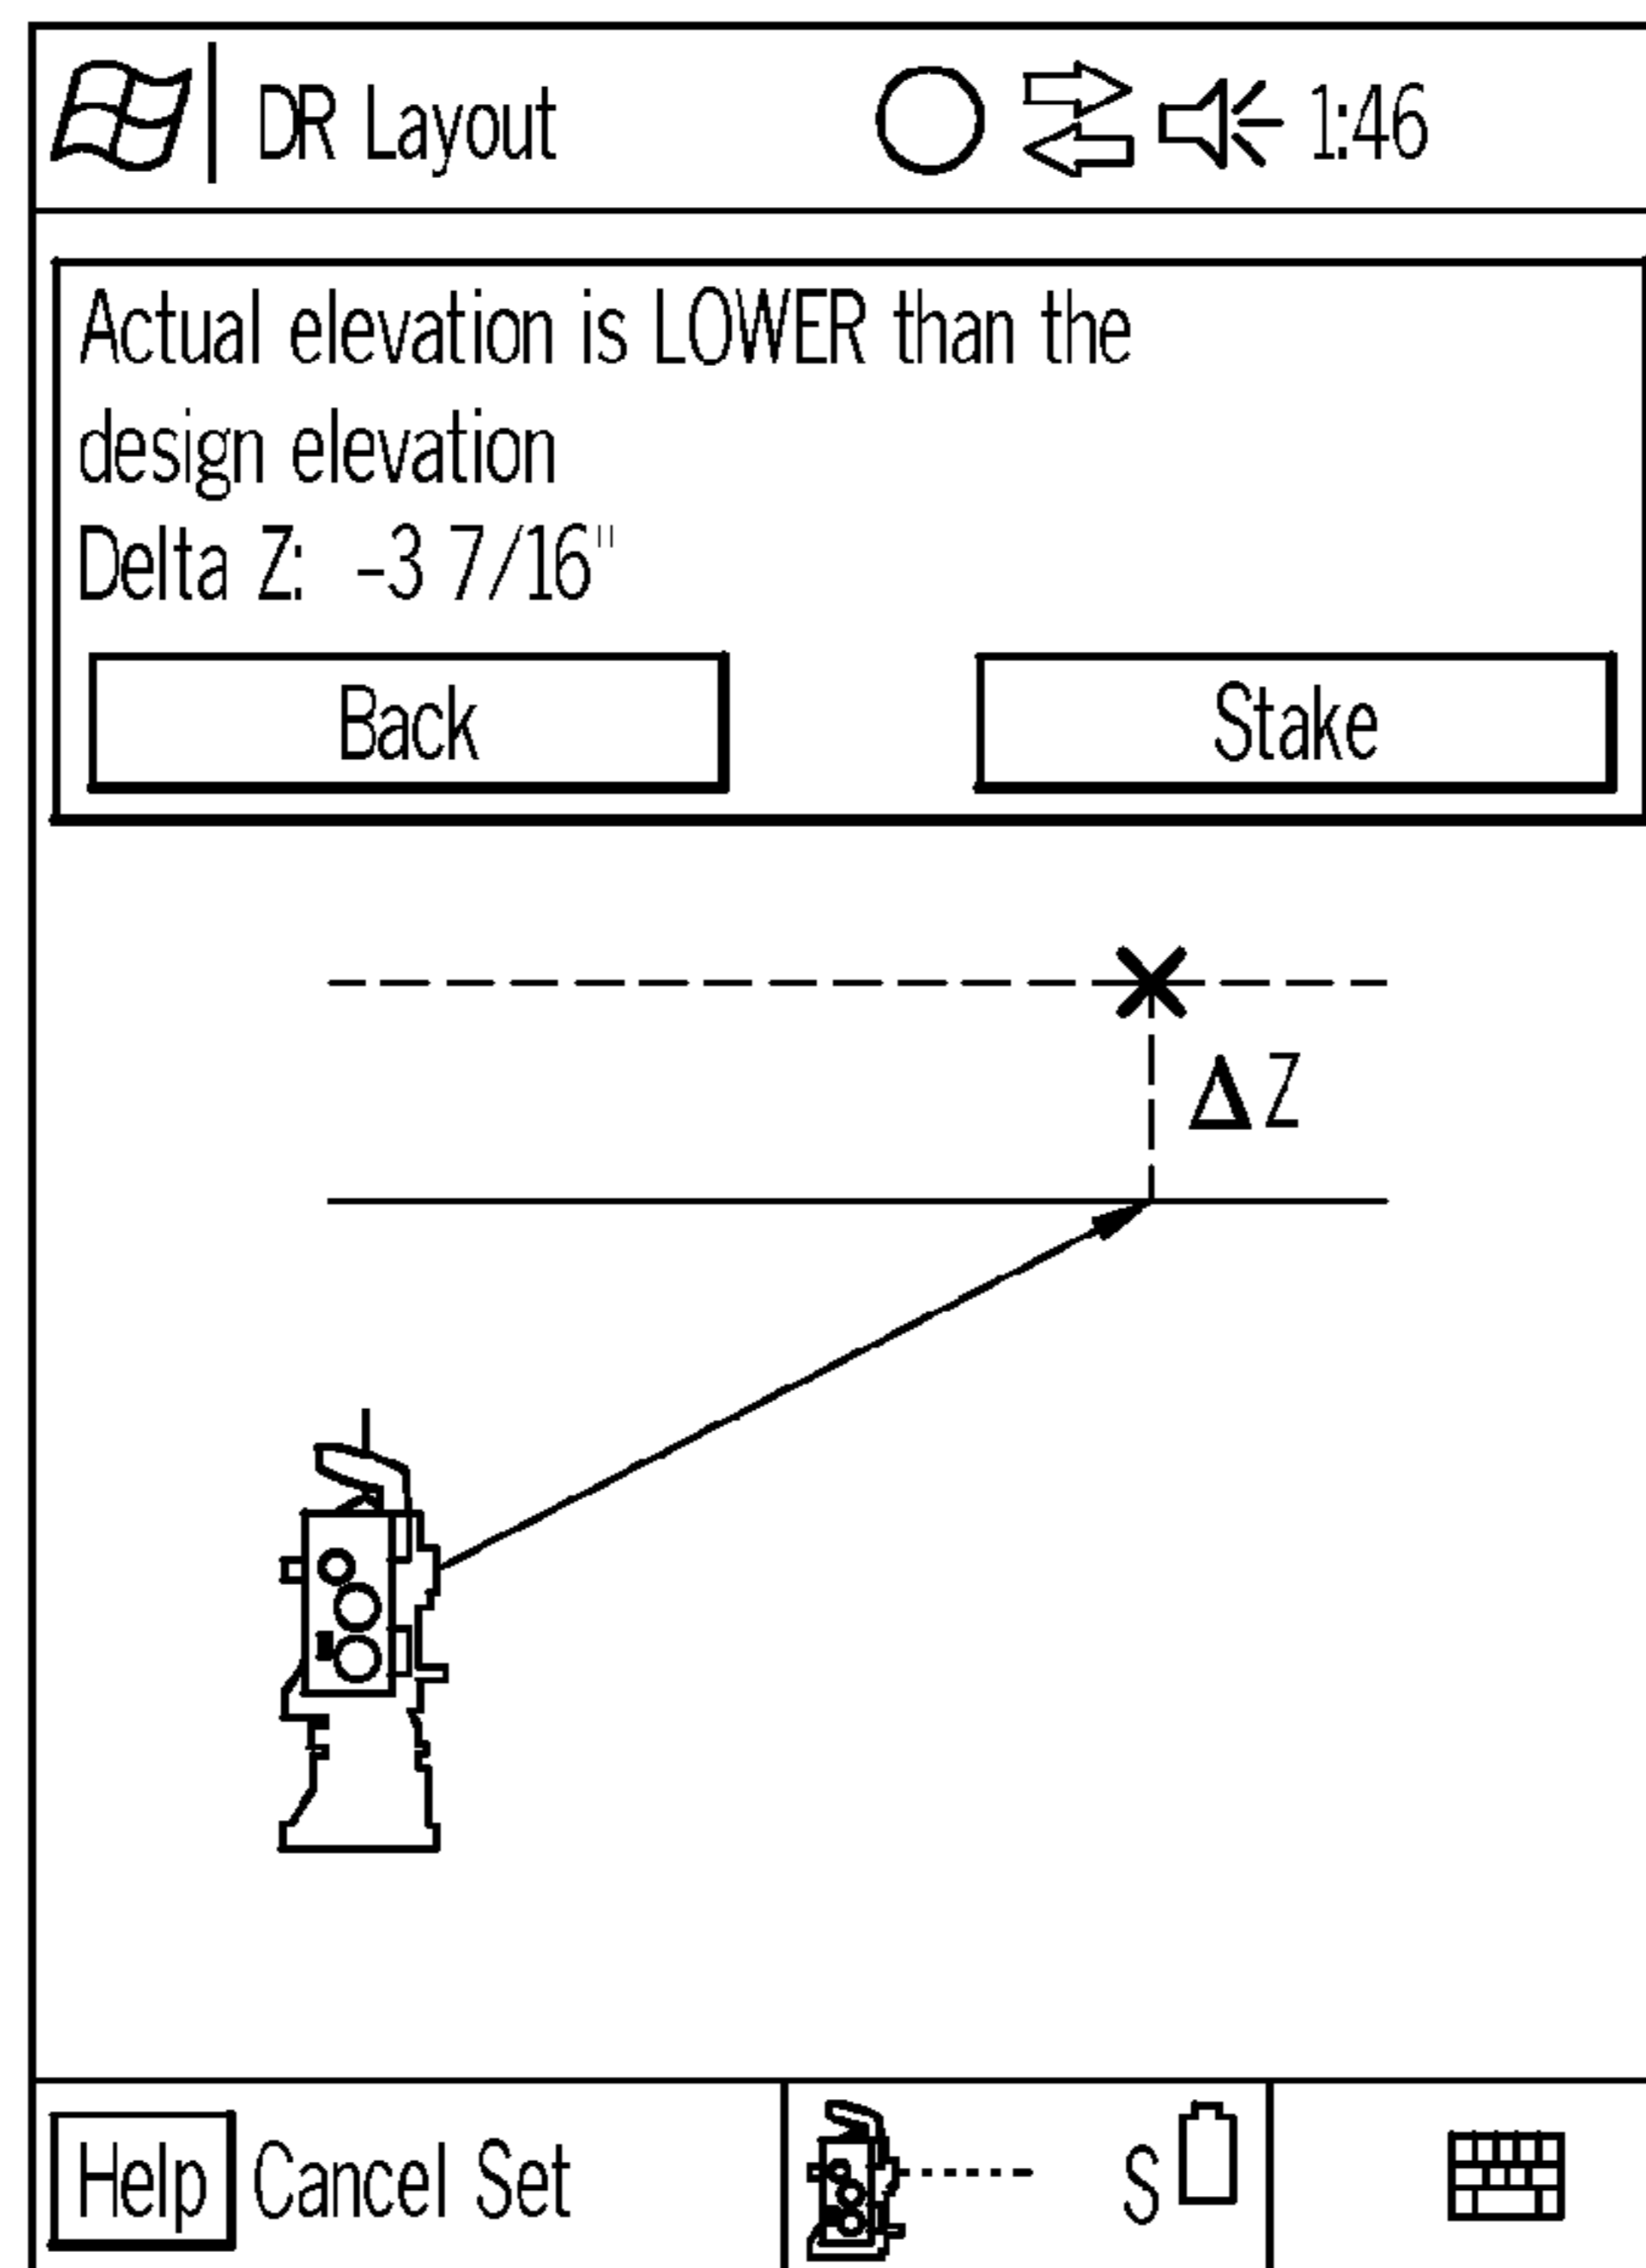 DR Layout 1:46
Actual elevation is LOWER than the
design elevation
Delta Z: -3 7/16"
Back Stake
ΔZ
Help Cancel Set S